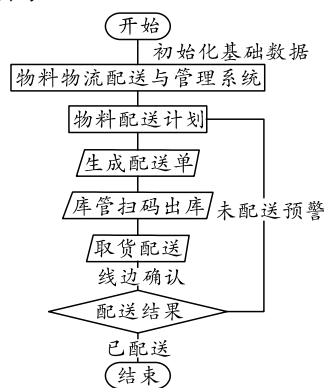 开始
初始化基础数据
物料物流配送与管理系统
物料配送计划
生成配送单
库管扫码出库
未配送预警
取货配送
线边确认
配送结果
已配送
结束